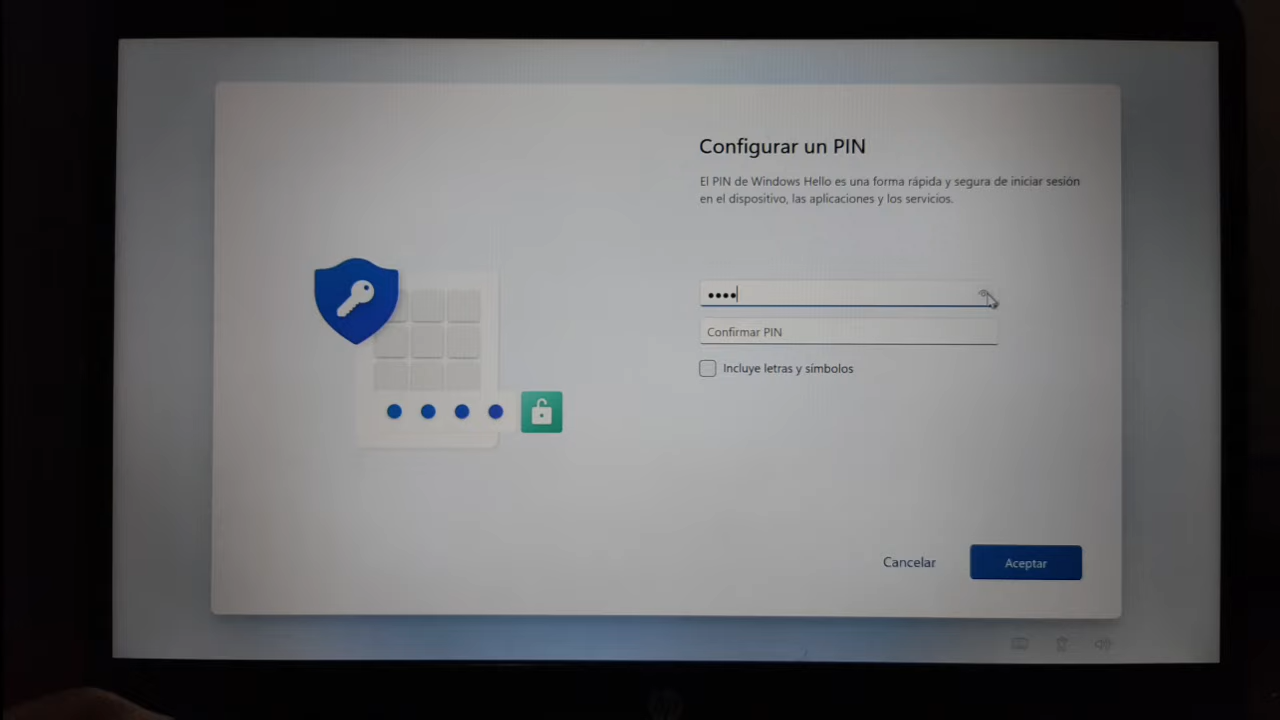 Configurar un PIN
El PIN de Windows Hello es una forma rápida y segura de iniciar sesión
en el dispositivo, las aplicaciones y los servicios.
••••
Confirmar PIN
Incluye letras y símbolos
Cancelar
Aceptar